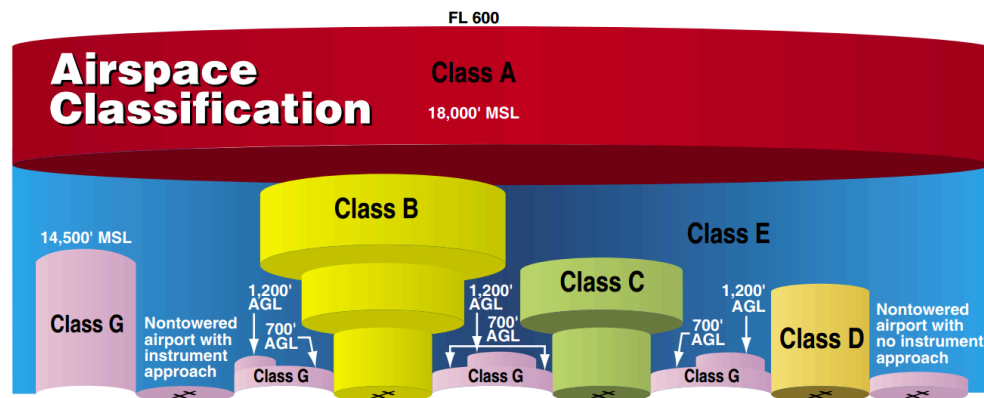 FL 600
Airspace
Classification
Class A
18,000' MSL
Class B
Class E
14,500' MSL
Class C
1,200'
AGL
1,200'
AGL
1,200'
AGL
Class G
Nontowered
airport with
instrument
approach
700'
AGL
700'
AGL
700'
AGL
Class D
Nontowered
airport with
no instrument
approach
Class G
Class G
Class G